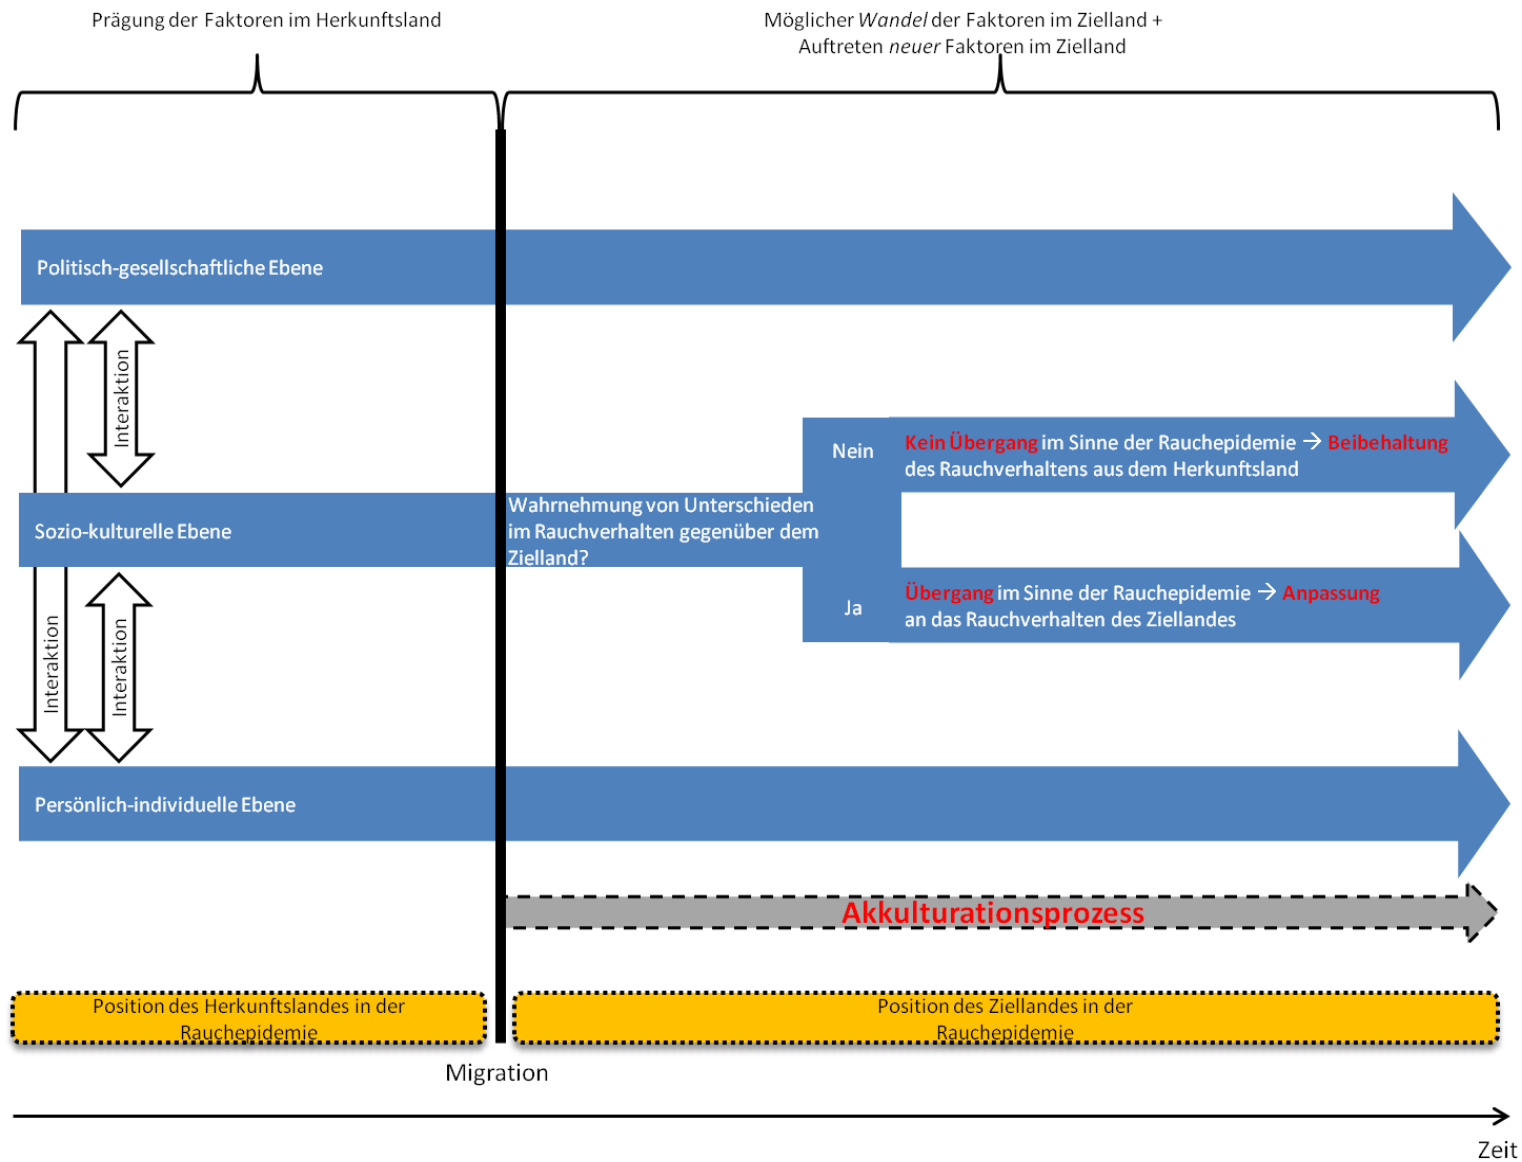 Prägung der Faktoren im Herkunftsland
Möglicher Wandel der Faktoren im Zielland +
Auftreten neuer Faktoren im Zielland
Politisch-gesellschaftliche Ebene
Interaktion
Nein
Kein Übergang im Sinne der Rauchepidemie → Beibehaltung
des Rauchverhaltens aus dem Herkunftsland
Sozio-kulturelle Ebene
Wahrnehmung von Unterschieden
im Rauchverhalten gegenüber dem
Zielland?
Ja
Übergang im Sinne der Rauchepidemie → Anpassung
an das Rauchverhalten des Ziellandes
Interaktion
Interaktion
Persönlich-individuelle Ebene
Akkulturationsprozess
Position des Herkunftslandes in der
Rauchepidemie
Position des Ziellandes in der
Rauchepidemie
Migration
Zeit